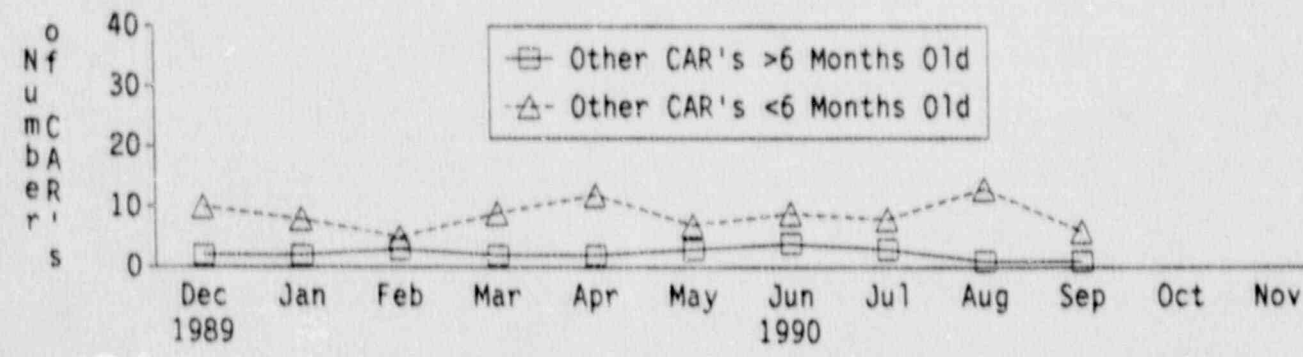 Number
of CAR's
40
30
20
10
0
Other CAR's >6 Months Old
Other CAR's <6 Months Old
Dec Jan Feb Mar Apr May Jun Jul Aug Sep Oct Nov
1989 1990